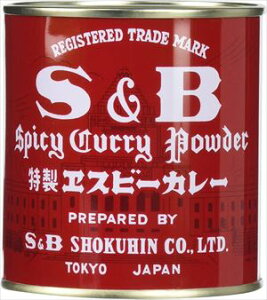 REGISTERED TRADE MARK
S & B
Spicy Curry Powder
特製エスビーカレー
PREPARED BY
S&B SHOKUHIN CO., LTD.
TOKYO JAPAN